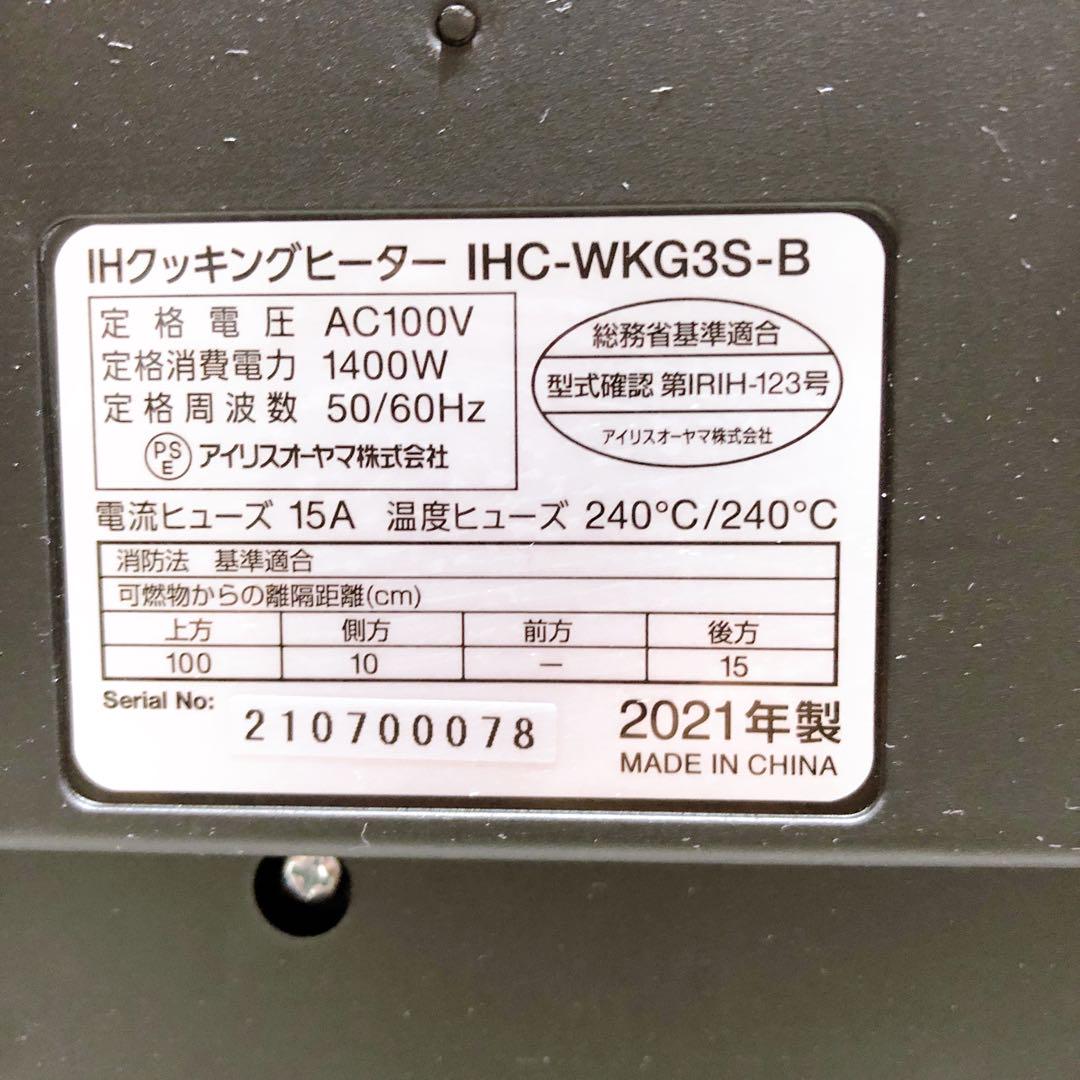 IHクッキングヒーター IHC-WKG3S-B
定格電圧 AC100V
定格消費電力 1400W
定格周波数 50/60Hz
PSE アイリスオーヤマ株式会社
総務省基準適合
型式確認 第IRIH-123号
アイリスオーヤマ株式会社
電流ヒューズ 15A 温度ヒューズ 240℃/240℃
消防法 基準適合
可燃物からの離隔距離(cm)
上方 側方 前方 後方
100 10 － 15
Serial No: 210700078
2021年製
MADE IN CHINA